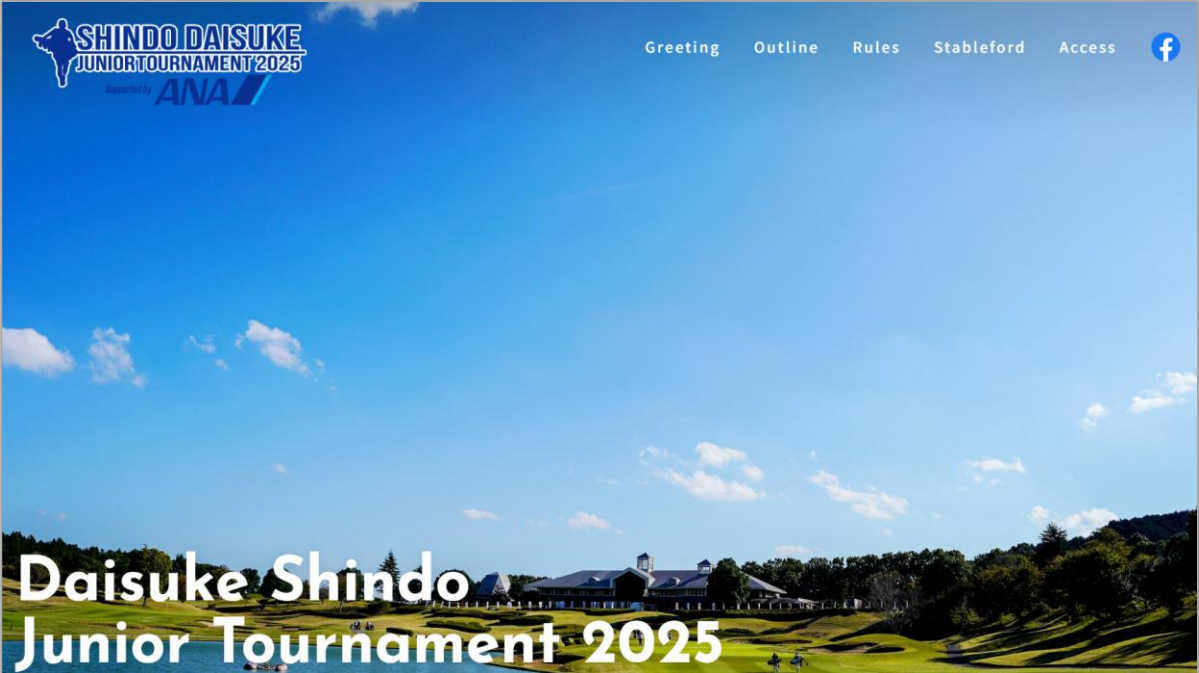 SHINDO DAISUKE
JUNIORTOURNAMENT 2025
Supported by ANA
Greeting Outline Rules Stableford Access
Daisuke Shindo
Junior Tournament 2025